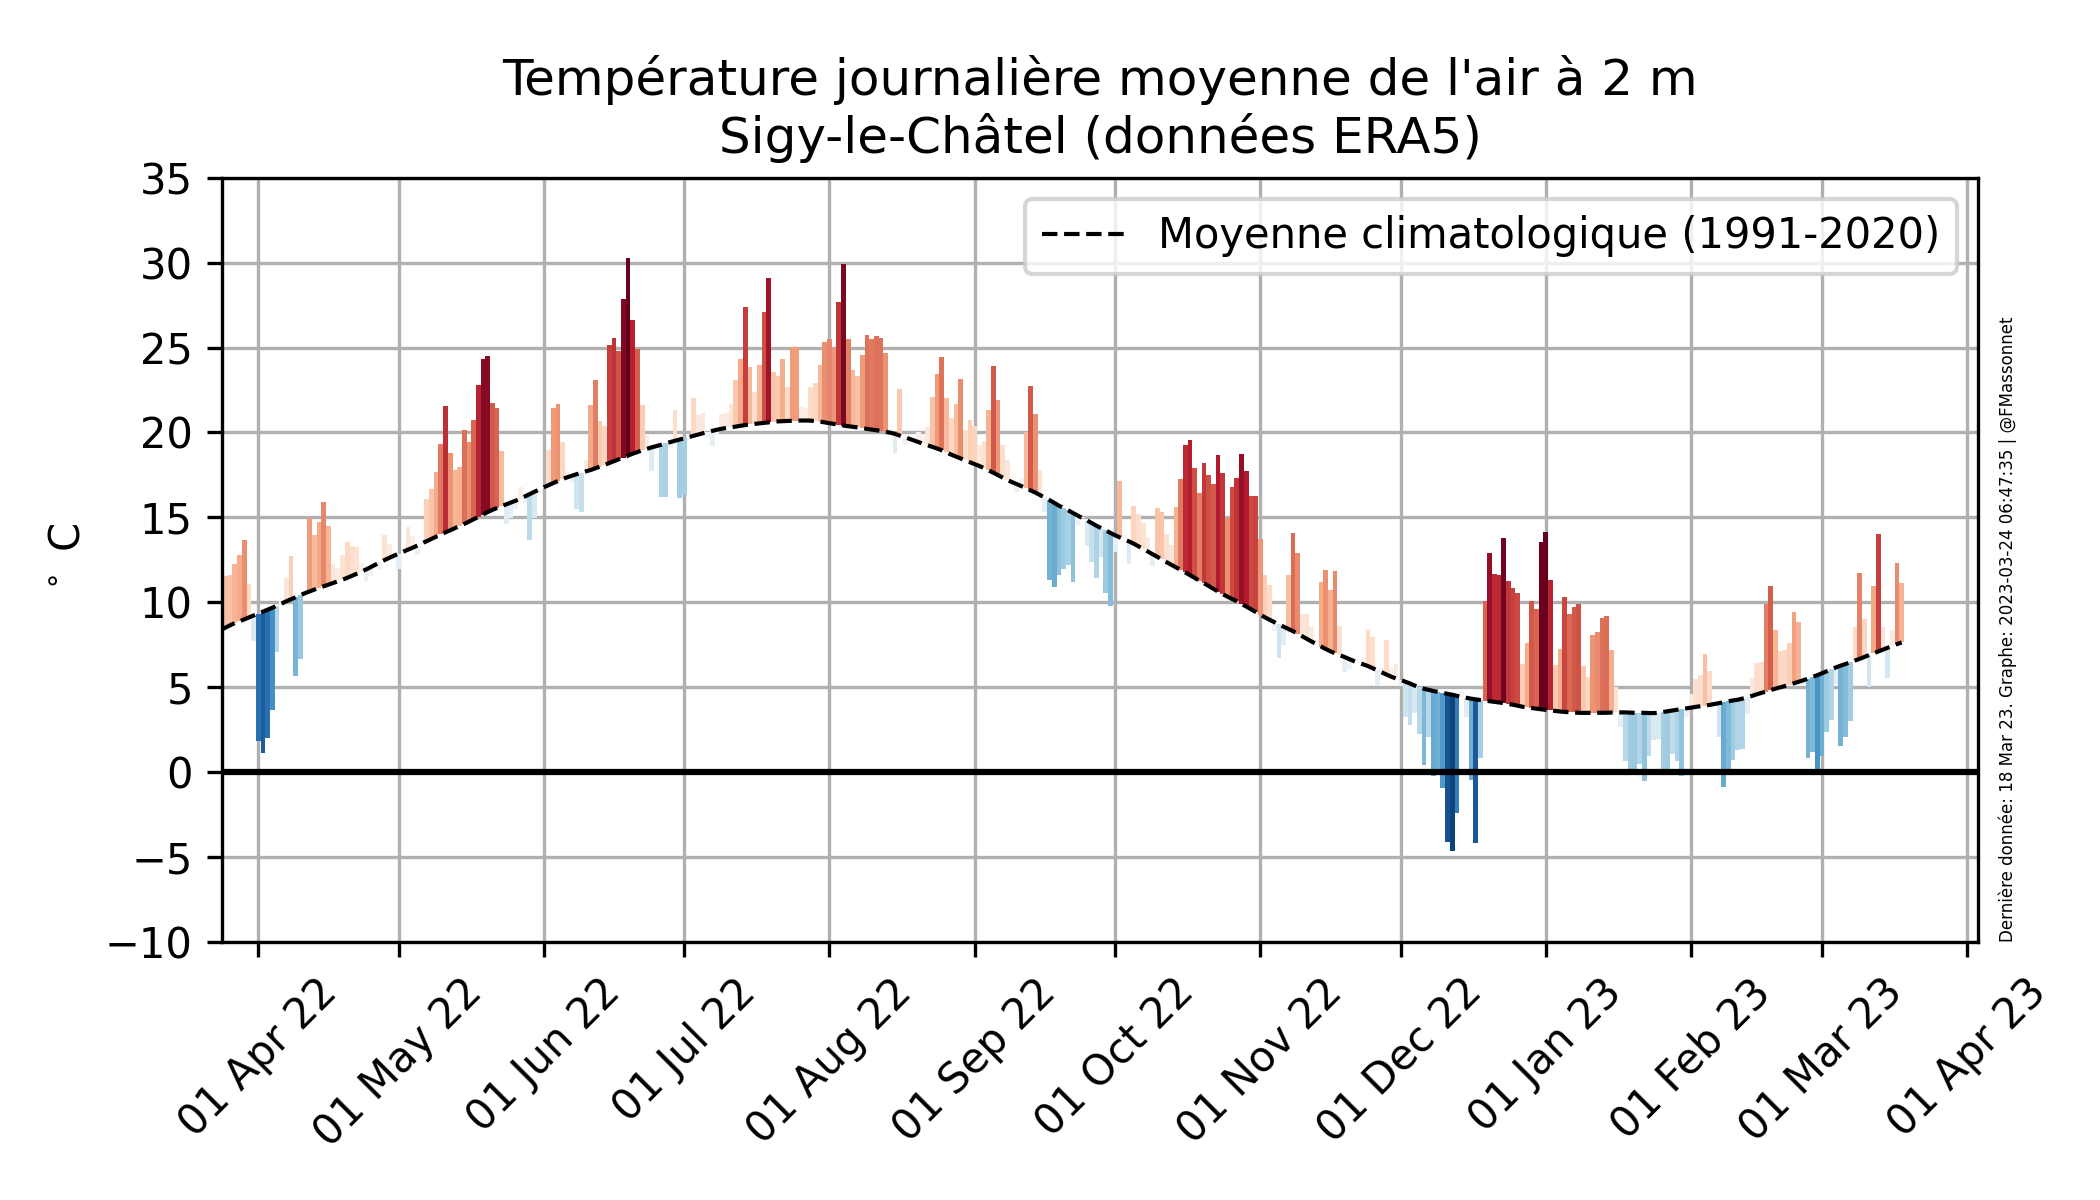 Température journalière moyenne de l'air à 2 m
Sigy-le-Châtel (données ERA5)
Moyenne climatologique (1991-2020)
° C
35
30
25
20
15
10
5
0
−5
−10
01 Apr 22
01 May 22
01 Jun 22
01 Jul 22
01 Aug 22
01 Sep 22
01 Oct 22
01 Nov 22
01 Dec 22
01 Jan 23
01 Feb 23
01 Mar 23
01 Apr 23
Dernière donnée: 18 Mar 23. Graphe: 2023-03-24 06:47:35 | @FMassonnet